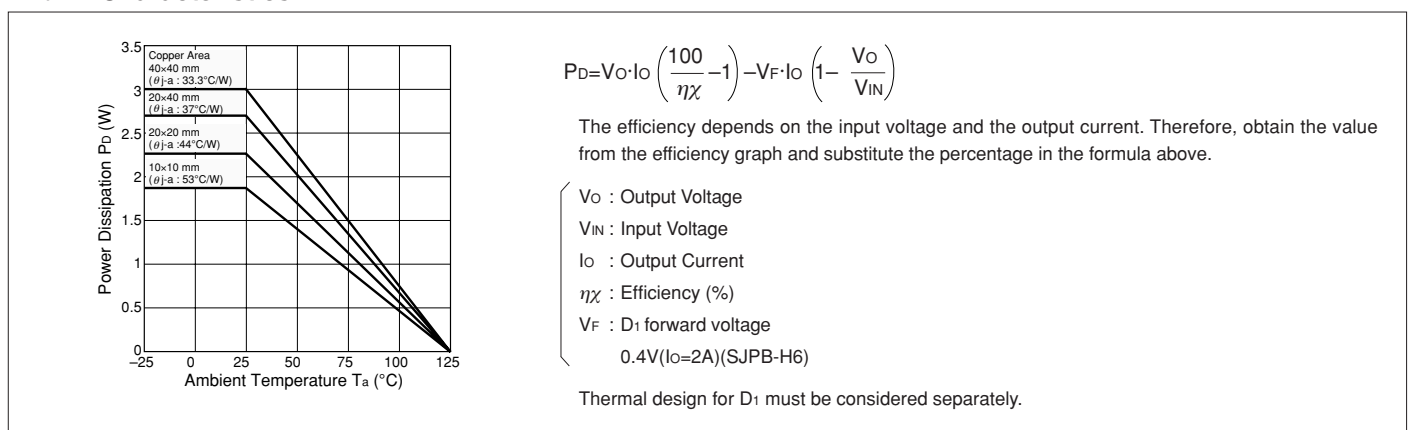 3.5
3
2.5
2
1.5
1
0.5
0
Power Dissipation PD (W)
Copper Area
40×40 mm
(θj-a : 33.3°C/W)
20×40 mm
(θj-a : 37°C/W)
20×20 mm
(θj-a :44°C/W)
10×10 mm
(θj-a : 53°C/W)
–25 0 25 50 75 100 125
Ambient Temperature Ta (°C)
PD=VO·IO (100/ηχ –1) –VF·IO (1– VO/VIN)
The efficiency depends on the input voltage and the output current. Therefore, obtain the value
from the efficiency graph and substitute the percentage in the formula above.
VO : Output Voltage
VIN : Input Voltage
IO : Output Current
ηχ : Efficiency (%)
VF : D1 forward voltage
0.4V(IO=2A)(SJPB-H6)
Thermal design for D1 must be considered separately.